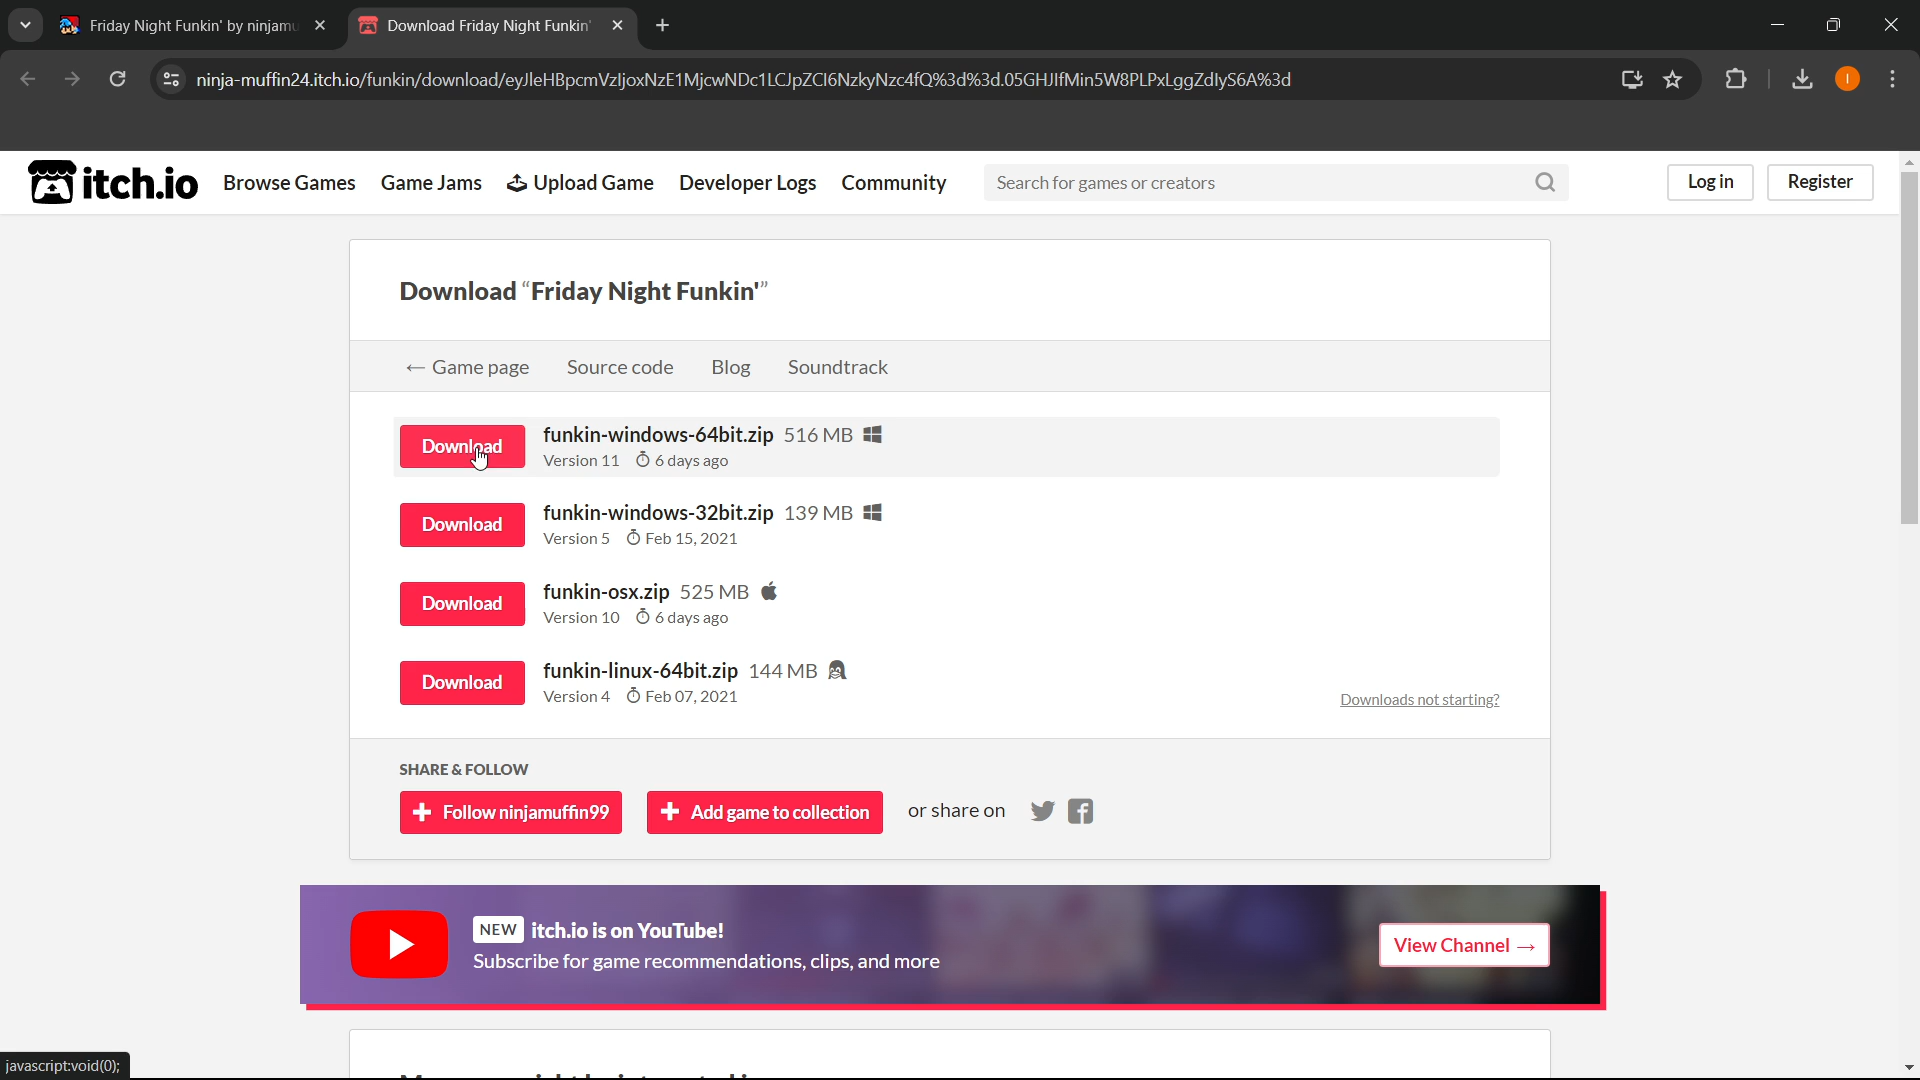 Friday Night Funkin' by ninjamu
Download Friday Night Funkin'
ninja-muffin24.itch.io/funkin/download/
itch.io
Browse Games
Game Jams
Upload Game
Developer Logs
Community
Search for games or creators
Log in
Register
Download “Friday Night Funkin'”
← Game page
Source code
Blog
Soundtrack
Download
funkin-windows-64bit.zip 516 MB
Version 11 6 days ago
Download
funkin-windows-32bit.zip 139 MB
Version 5 Feb 15, 2021
Download
funkin-osx.zip 525 MB
Version 10 6 days ago
Download
funkin-linux-64bit.zip 144 MB
Version 4 Feb 07, 2021
Downloads not starting?
SHARE & FOLLOW
Follow ninjamuffin99
Add game to collection
or share on
NEW itch.io is on YouTube!
Subscribe for game recommendations, clips, and more
View Channel →
javascript:void(0);